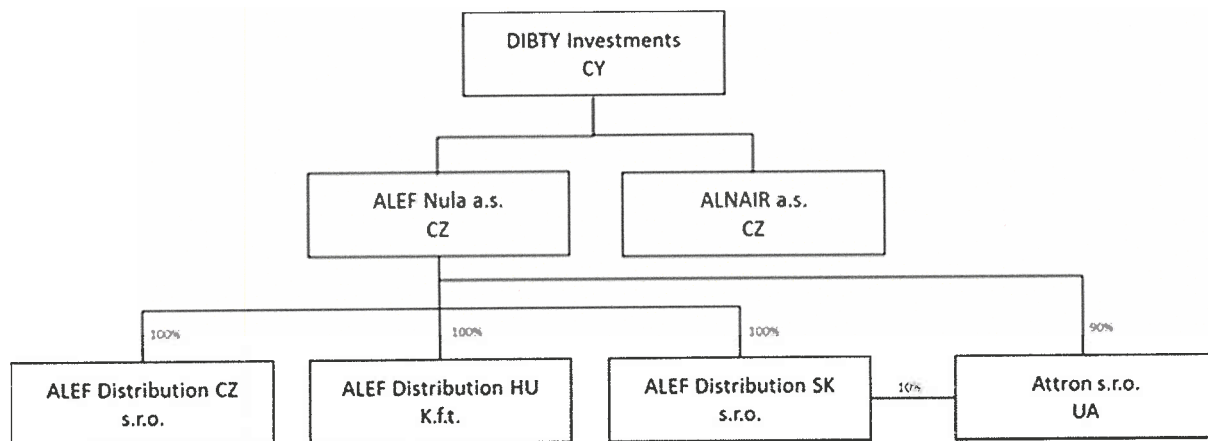 DIBTY Investments
CY
ALEF Nula a.s.
CZ
ALNAIR a.s.
CZ
100%
100%
100%
90%
ALEF Distribution CZ
s.r.o.
ALEF Distribution HU
K.f.t.
ALEF Distribution SK
s.r.o.
10%
Attron s.r.o.
UA